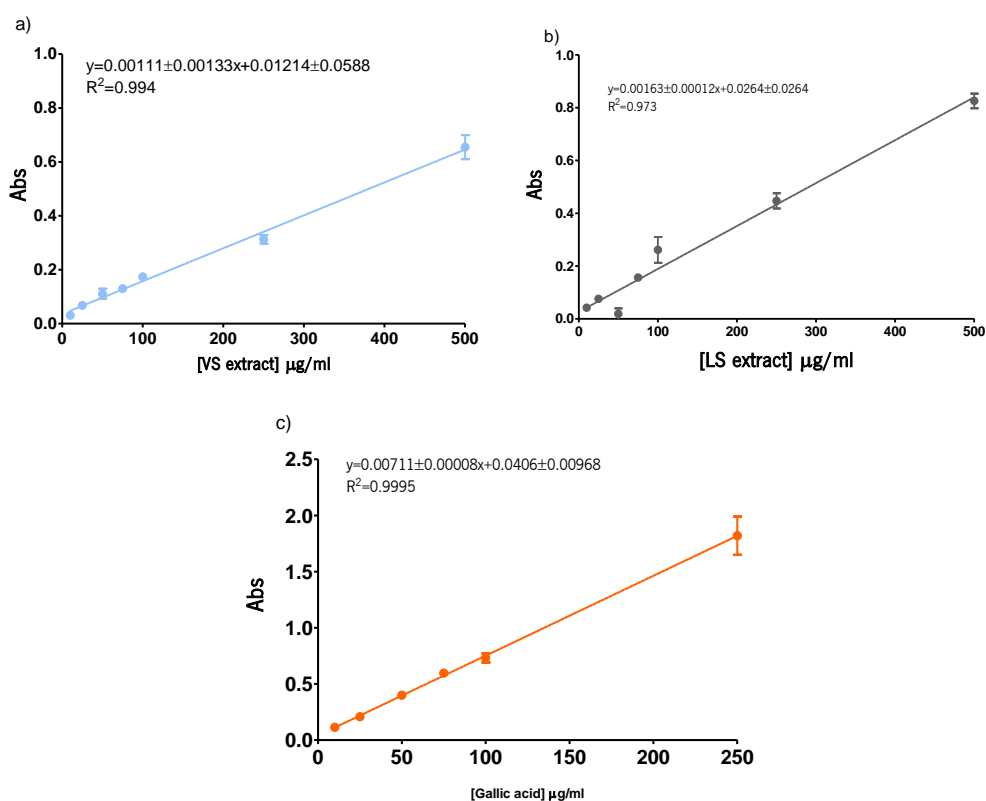 a)
y=0.00111±0.00133x+0.01214±0.0588
R²=0.994
1.0
0.8
0.6
0.4
0.2
0.0
Abs
0 100 200 300 400 500
[VS extract] µg/ml
b)
y=0.00163±0.00012x+0.0264±0.0264
R²=0.973
1.0
0.8
0.6
0.4
0.2
0.0
Abs
100 200 300 400 500
[LS extract] µg/ml
c)
y=0.00711±0.00008x+0.0406±0.00968
R²=0.9995
2.5
2.0
1.5
1.0
0.5
0.0
Abs
0 50 100 150 200 250
[Gallic acid] µg/ml